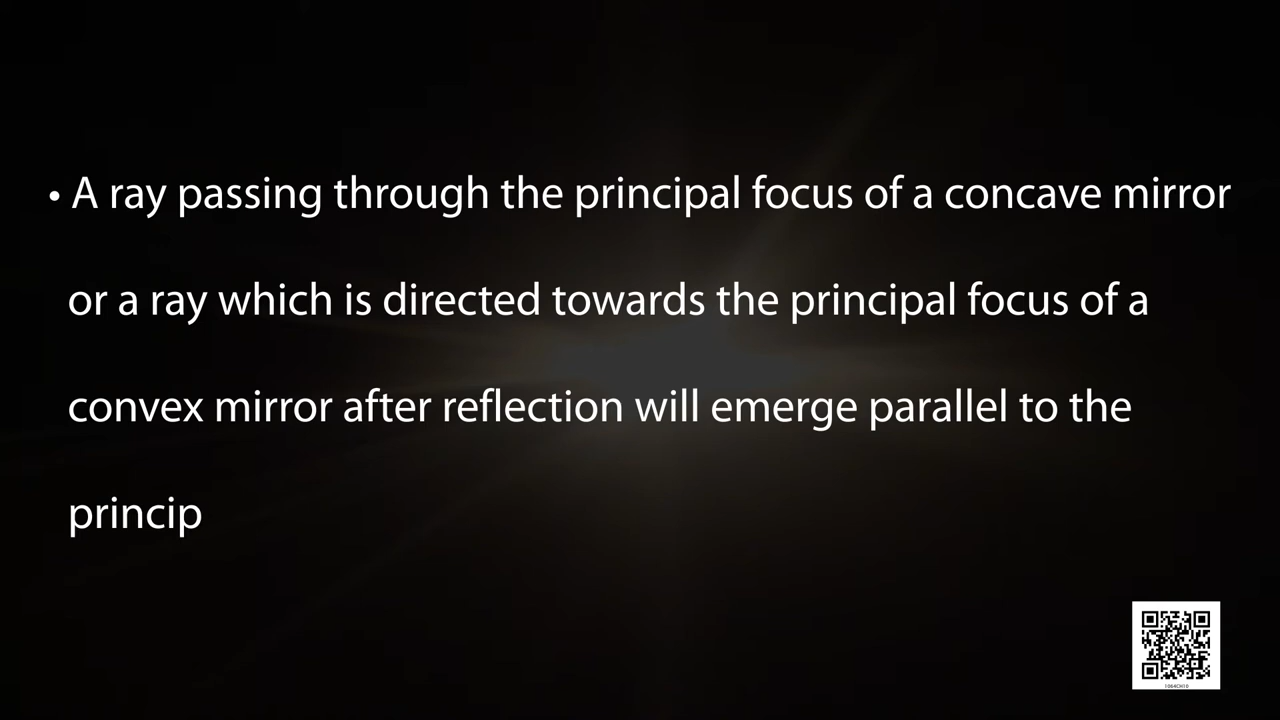 • A ray passing through the principal focus of a concave mirror
or a ray which is directed towards the principal focus of a
convex mirror after reflection will emerge parallel to the
princip
1064CH10